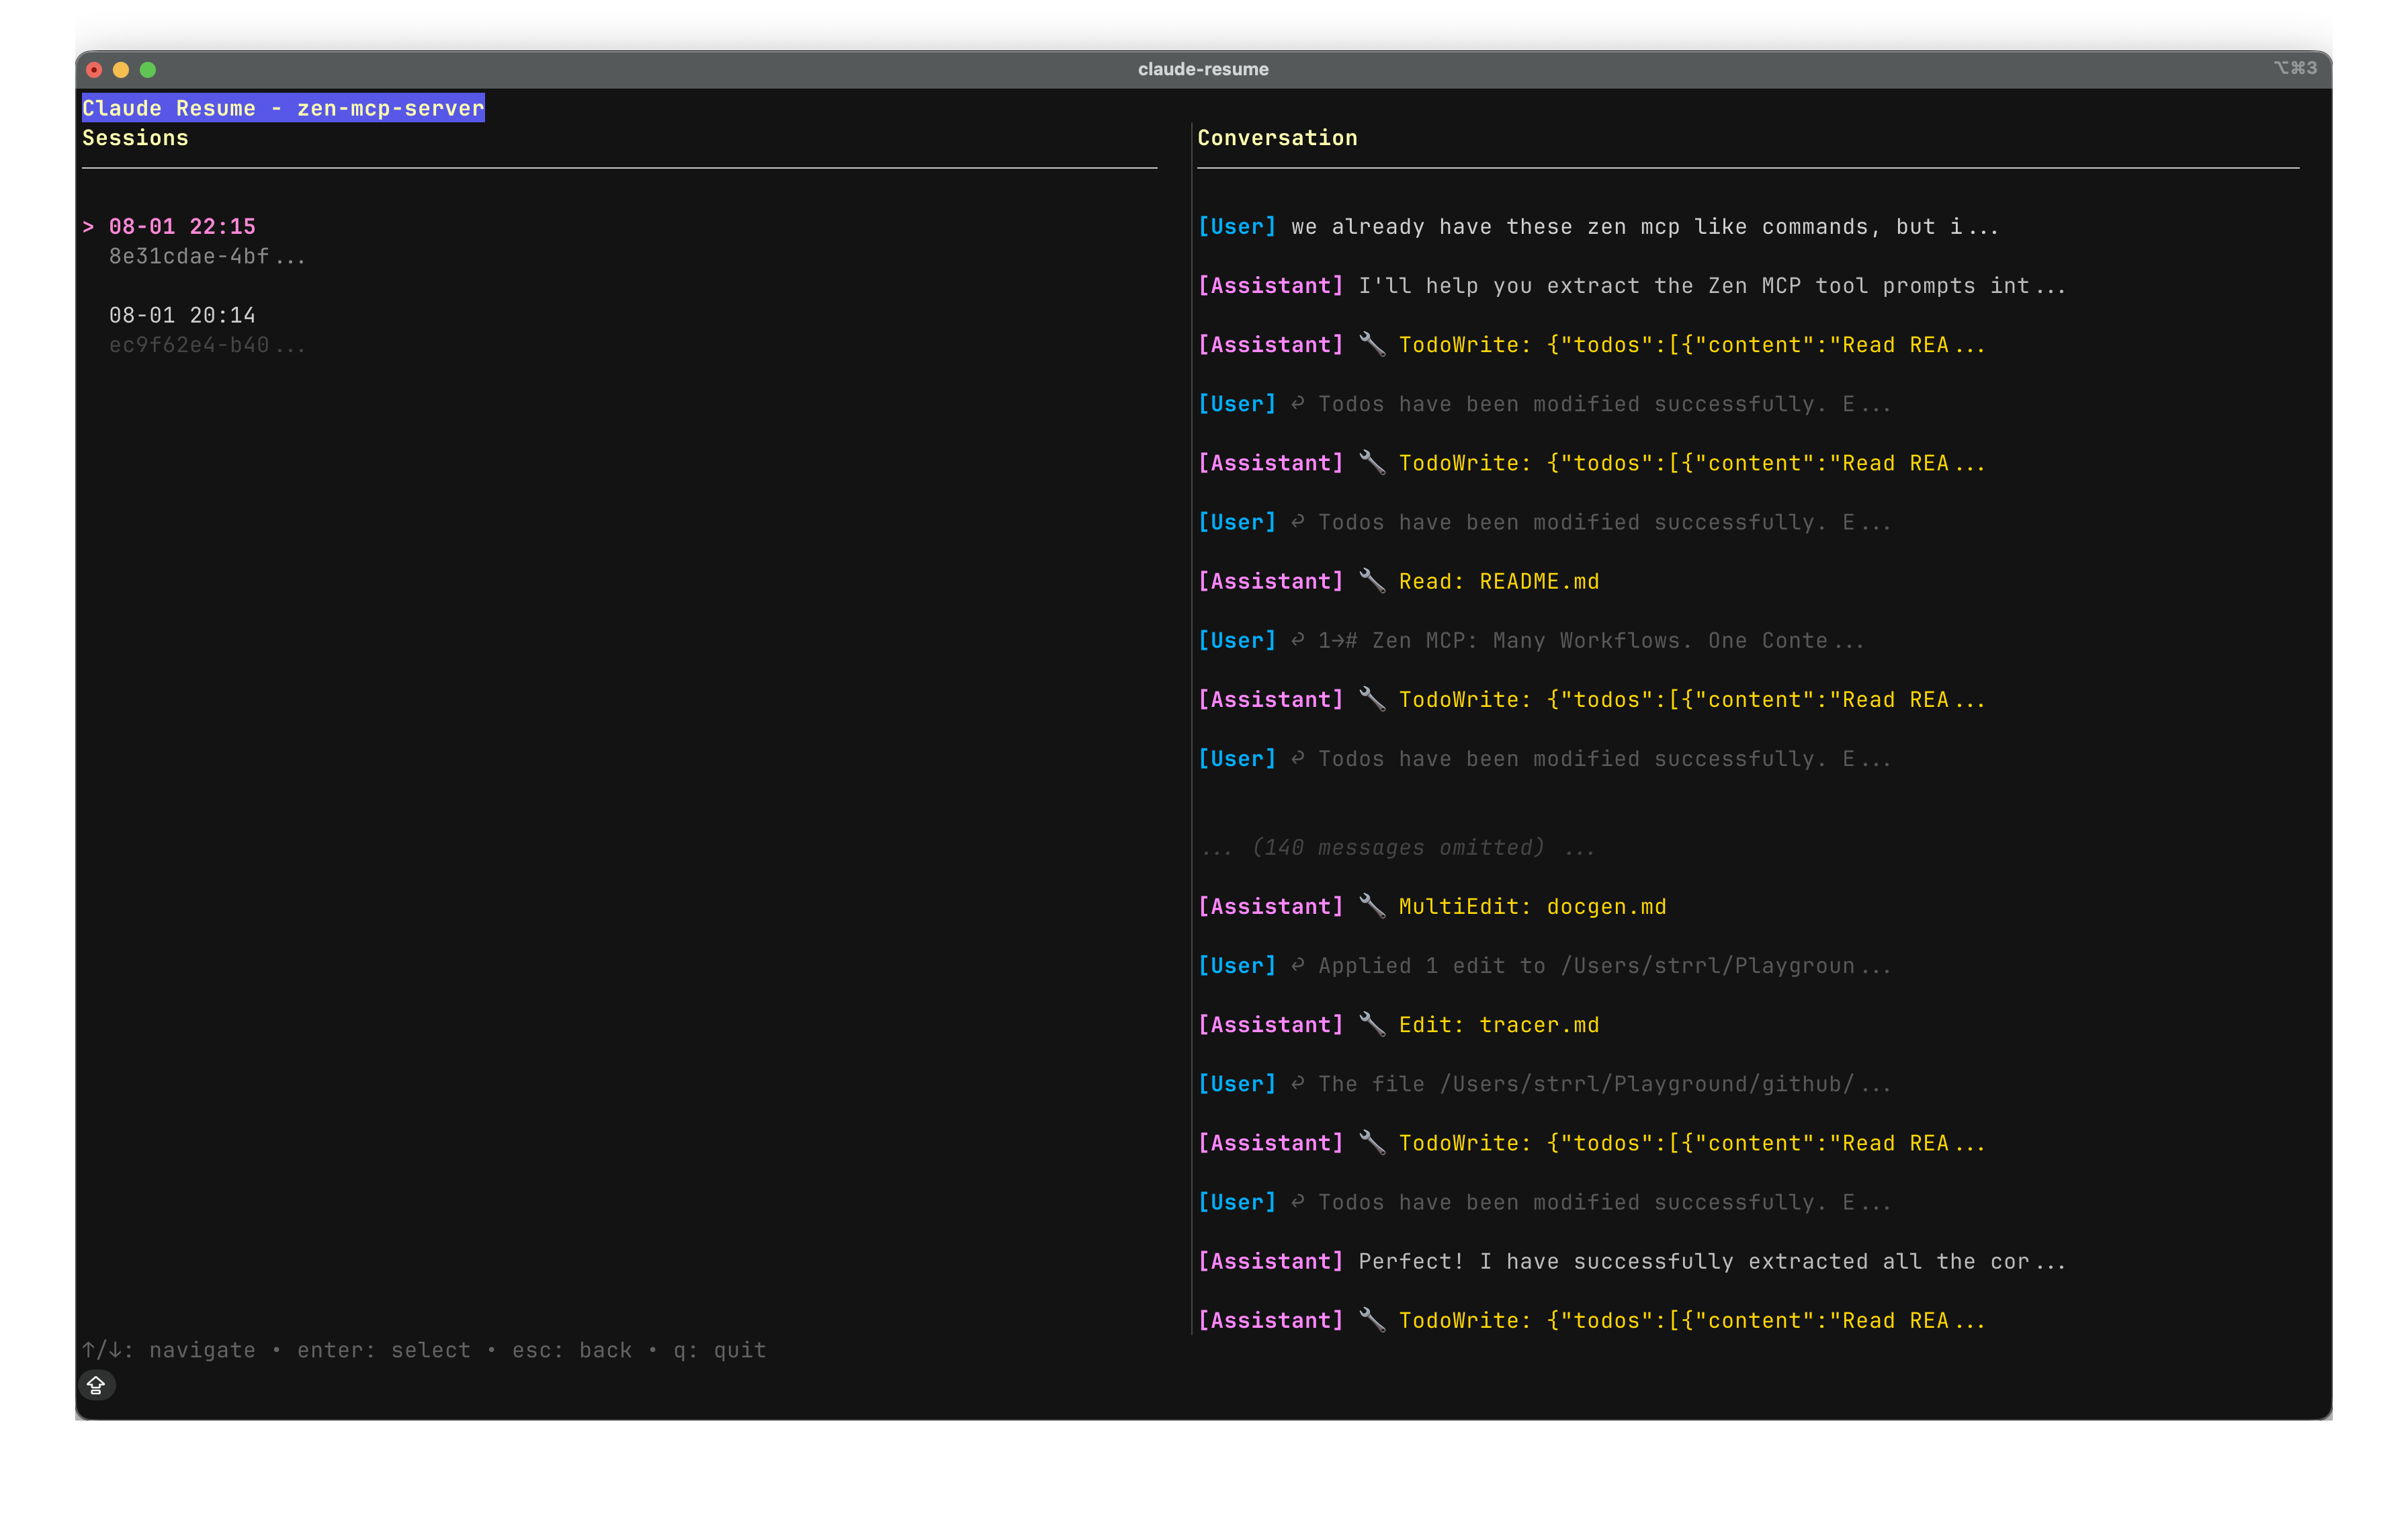 claude-resume
⌥⌘3
Claude Resume - zen-mcp-server
Sessions
> 08-01 22:15
8e31cdae-4bf...
08-01 20:14
ec9f62e4-b40...
Conversation
[User] we already have these zen mcp like commands, but i...
[Assistant] I'll help you extract the Zen MCP tool prompts int...
[Assistant] 🔧 TodoWrite: {"todos":[{"content":"Read REA...
[User] ⤶ Todos have been modified successfully. E...
[Assistant] 🔧 TodoWrite: {"todos":[{"content":"Read REA...
[User] ⤶ Todos have been modified successfully. E...
[Assistant] 🔧 Read: README.md
[User] ⤶ 1→# Zen MCP: Many Workflows. One Conte...
[Assistant] 🔧 TodoWrite: {"todos":[{"content":"Read REA...
[User] ⤶ Todos have been modified successfully. E...
... (140 messages omitted) ...
[Assistant] 🔧 MultiEdit: docgen.md
[User] ⤶ Applied 1 edit to /Users/strrl/Playgroun...
[Assistant] 🔧 Edit: tracer.md
[User] ⤶ The file /Users/strrl/Playground/github/...
[Assistant] 🔧 TodoWrite: {"todos":[{"content":"Read REA...
[User] ⤶ Todos have been modified successfully. E...
[Assistant] Perfect! I have successfully extracted all the cor...
[Assistant] 🔧 TodoWrite: {"todos":[{"content":"Read REA...
↑/↓: navigate • enter: select • esc: back • q: quit